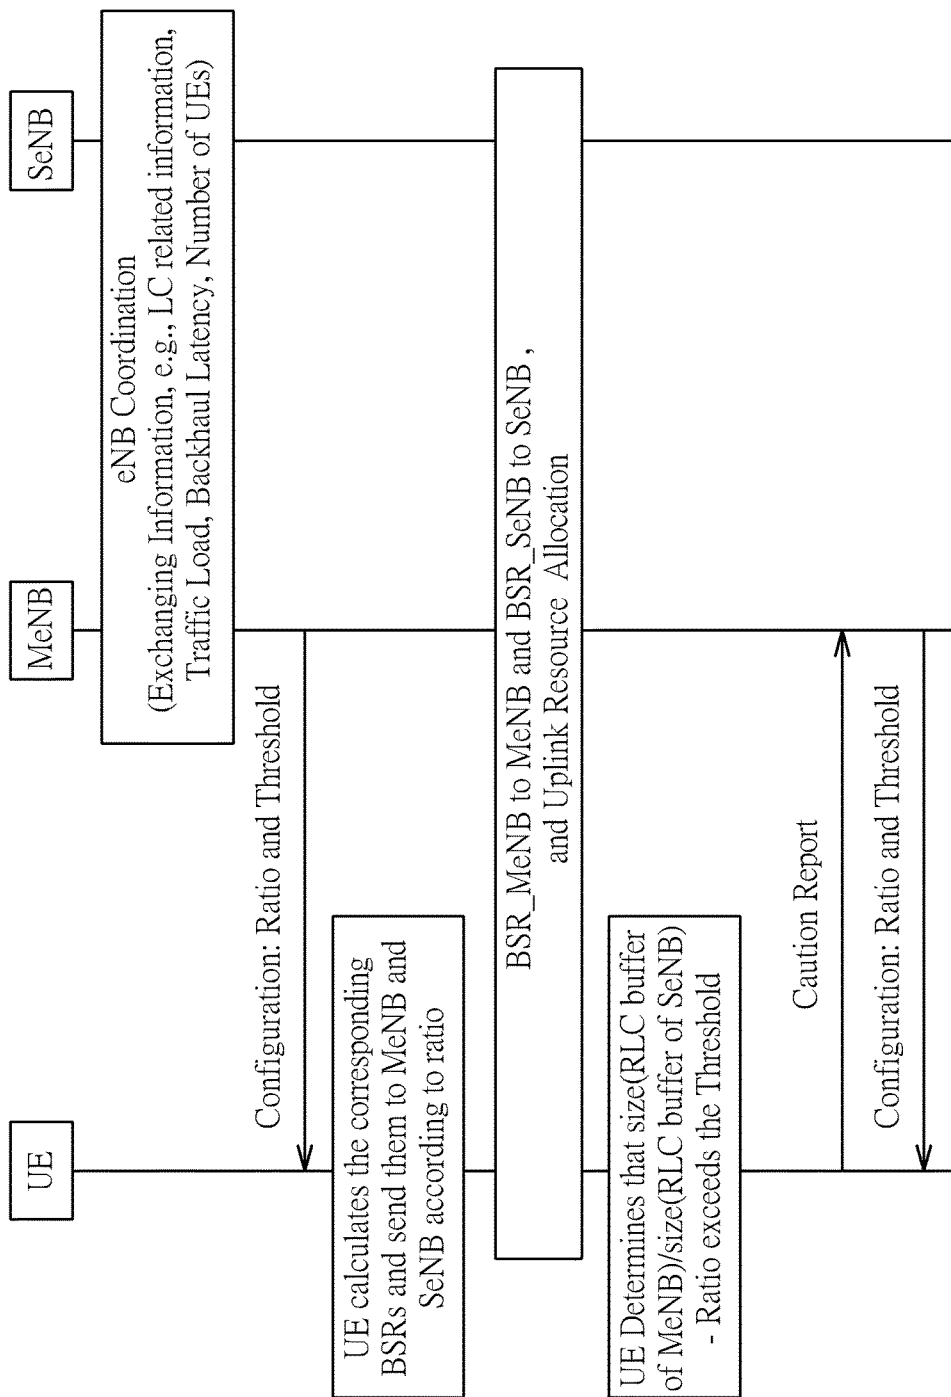 UE
MeNB
SeNB
eNB Coordination
(Exchanging Information, e.g., LC related information,
Traffic Load, Backhaul Latency, Number of UEs)
Configuration: Ratio and Threshold
UE calculates the corresponding
BSRs and send them to MeNB and
SeNB according to ratio
BSR_MeNB to MeNB and BSR_SeNB to SeNB ,
and Uplink Resource Allocation
UE Determines that size(RLC buffer
of MeNB)/size(RLC buffer of SeNB)
- Ratio exceeds the Threshold
Caution Report
Configuration: Ratio and Threshold